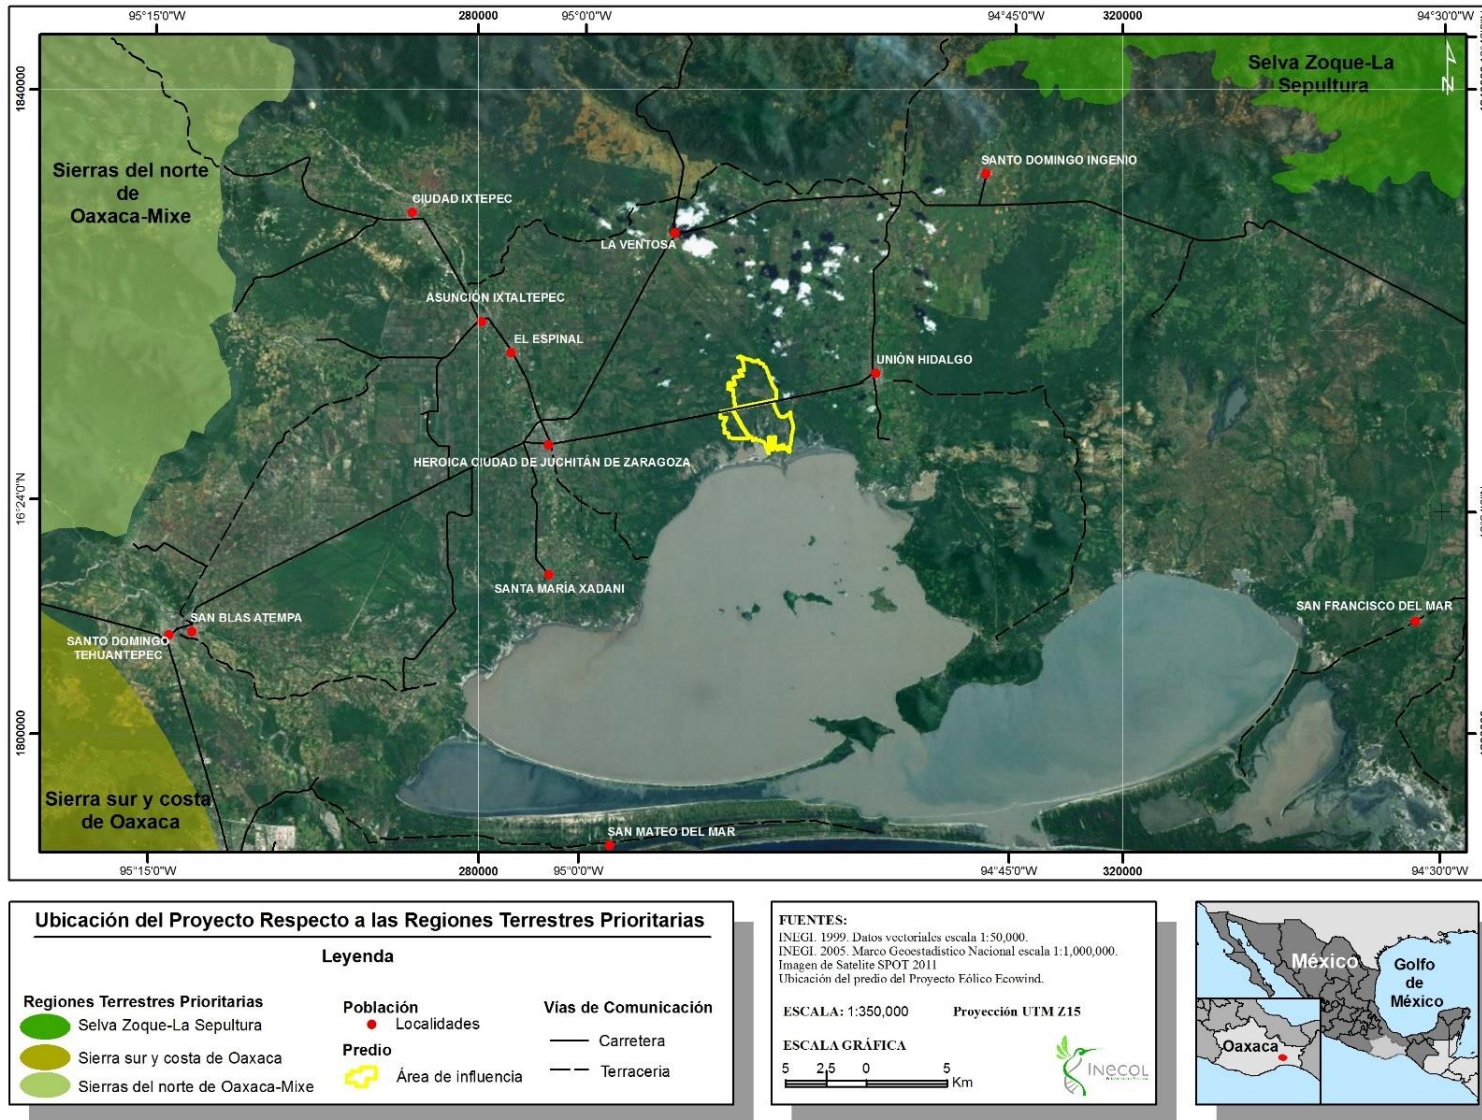 95°15'0"W
280000
95°0'0"W
94°45'0"W
320000
94°30'0"W
1840000
Selva Zoque-La
Sepultura
N
Sierras del norte
de
Oaxaca-Mixe
SANTO DOMINGO INGENIO
CIUDAD IXTEPEC
LA VENTOSA
ASUNCIÓN IXTALTEPEC
EL ESPINAL
UNIÓN HIDALGO
HEROICA CIUDAD DE JUCHITÁN DE ZARAGOZA
16°24'0"N
SANTA MARÍA XADANI
SAN FRANCISCO DEL MAR
SAN BLAS ATEMPA
SANTO DOMINGO
TEHUANTEPEC
1800000
Sierra sur y costa
de Oaxaca
SAN MATEO DEL MAR
95°15'0"W
280000
95°0'0"W
94°45'0"W
320000
94°30'0"W
Ubicación del Proyecto Respecto a las Regiones Terrestres Prioritarias
Leyenda
Regiones Terrestres Prioritarias
Selva Zoque-La Sepultura
Sierra sur y costa de Oaxaca
Sierras del norte de Oaxaca-Mixe
Población
Localidades
Predio
Área de influencia
Vías de Comunicación
Carretera
Terraceria
FUENTES:
INEGI. 1999. Datos vectoriales escala 1:50,000.
INEGI. 2005. Marco Geoestadístico Nacional escala 1:1,000,000.
Imagen de Satelite SPOT 2011
Ubicación del predio del Proyecto Eólico Ecowind.
ESCALA: 1:350,000 Proyección UTM Z15
ESCALA GRÁFICA
5 2,5 0 5
Km
INECOL
México
Golfo
de
México
Oaxaca